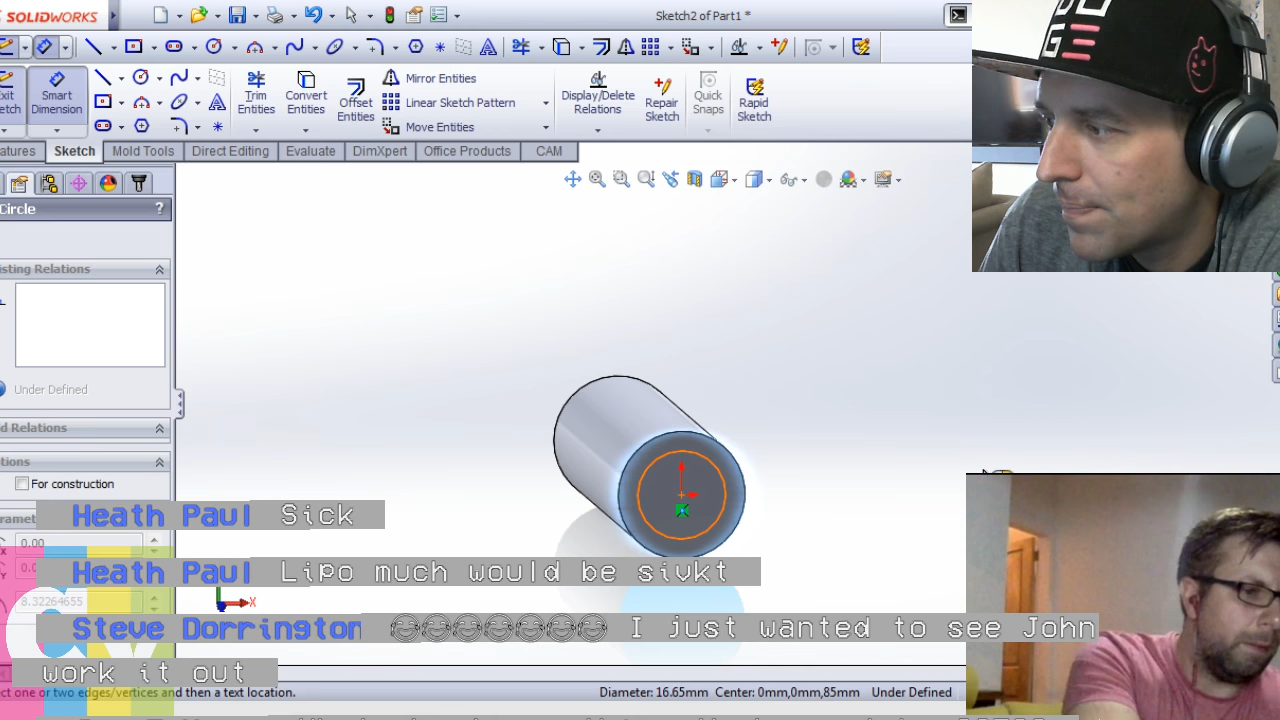 SOLIDWORKS
Sketch2 of Part1 *
Smart
Dimension
Trim
Entities
Convert
Entities
Offset
Entities
Mirror Entities
Linear Sketch Pattern
Move Entities
Display/Delete
Relations
Repair
Sketch
Quick
Snaps
Rapid
Sketch
Sketch
Mold Tools
Direct Editing
Evaluate
DimXpert
Office Products
CAM
Circle
?
Relations
Under Defined
Relations
For construction
0.00
8.32264655
X
Heath Paul Sick
Heath Paul Lipo much would be sivkt
Steve Dorrington 😂😂😂😂😂😂😂 I just wanted to see John
work it out
one or two edges/vertices and then a text location.
Diameter: 16.65mm Center: 0mm,0mm,85mm
Under Defined